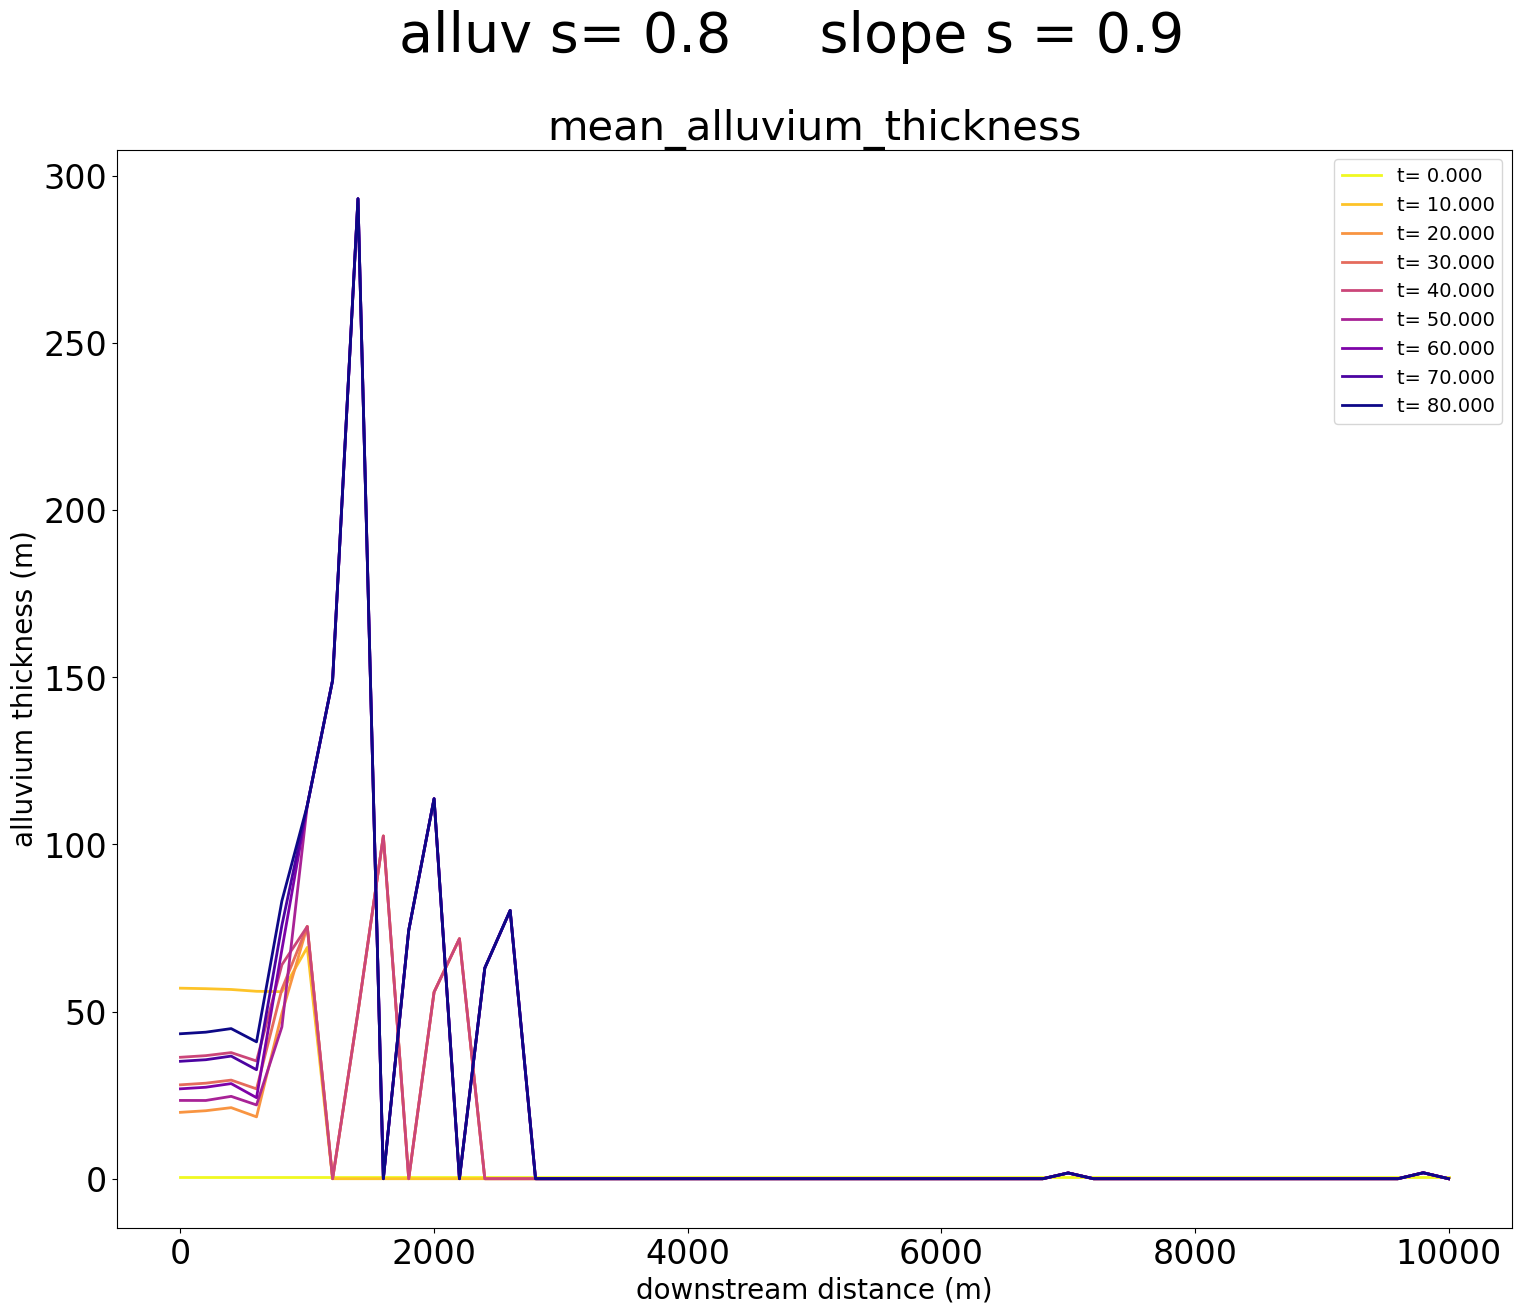 alluv s= 0.8     slope s = 0.9
mean_alluvium_thickness
300
250
200
150
100
50
0
alluvium thickness (m)
t= 0.000
t= 10.000
t= 20.000
t= 30.000
t= 40.000
t= 50.000
t= 60.000
t= 70.000
t= 80.000
0 2000 4000 6000 8000 10000
downstream distance (m)